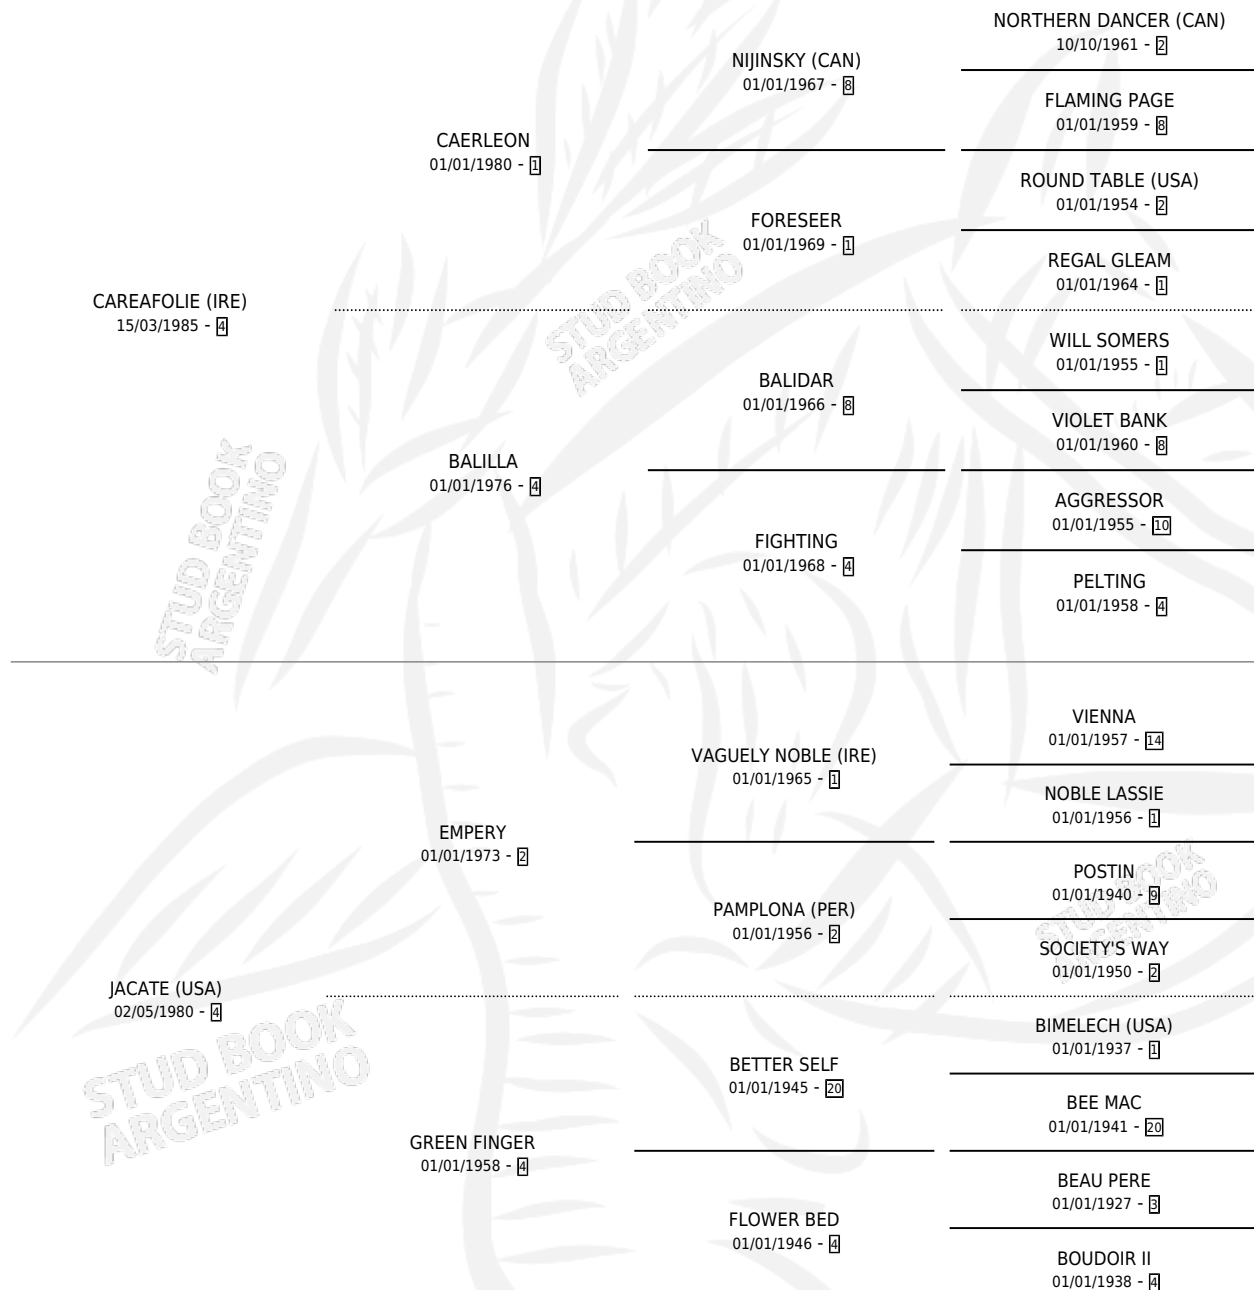 NORTHERN DANCER (CAN)
10/10/1961 - 2
NIJINSKY (CAN)
01/01/1967 - 8
FLAMING PAGE
01/01/1959 - 8
CAERLEON
01/01/1980 - 1
ROUND TABLE (USA)
01/01/1954 - 2
FORESEER
01/01/1969 - 1
REGAL GLEAM
01/01/1964 - 1
CAREAFOLIE (IRE)
15/03/1985 - 4
WILL SOMERS
01/01/1955 - 1
BALIDAR
01/01/1966 - 8
VIOLET BANK
01/01/1960 - 8
BALILLA
01/01/1976 - 4
AGGRESSOR
01/01/1955 - 10
FIGHTING
01/01/1968 - 4
PELTING
01/01/1958 - 4
VIENNA
01/01/1957 - 14
VAGUELY NOBLE (IRE)
01/01/1965 - 1
NOBLE LASSIE
01/01/1956 - 1
EMPERY
01/01/1973 - 2
POSTIN
01/01/1940 - 9
PAMPLONA (PER)
01/01/1956 - 2
SOCIETY'S WAY
01/01/1950 - 2
JACATE (USA)
02/05/1980 - 4
BIMELECH (USA)
01/01/1937 - 1
BETTER SELF
01/01/1945 - 20
BEE MAC
01/01/1941 - 20
GREEN FINGER
01/01/1958 - 4
BEAU PERE
01/01/1927 - 3
FLOWER BED
01/01/1946 - 4
BOUDOIR II
01/01/1938 - 4
STUD BOOK
ARGENTINO
STUD BOOK
ARGENTINO
STUD BOOK
ARGENTINO
STUD BOOK
ARGENTINO